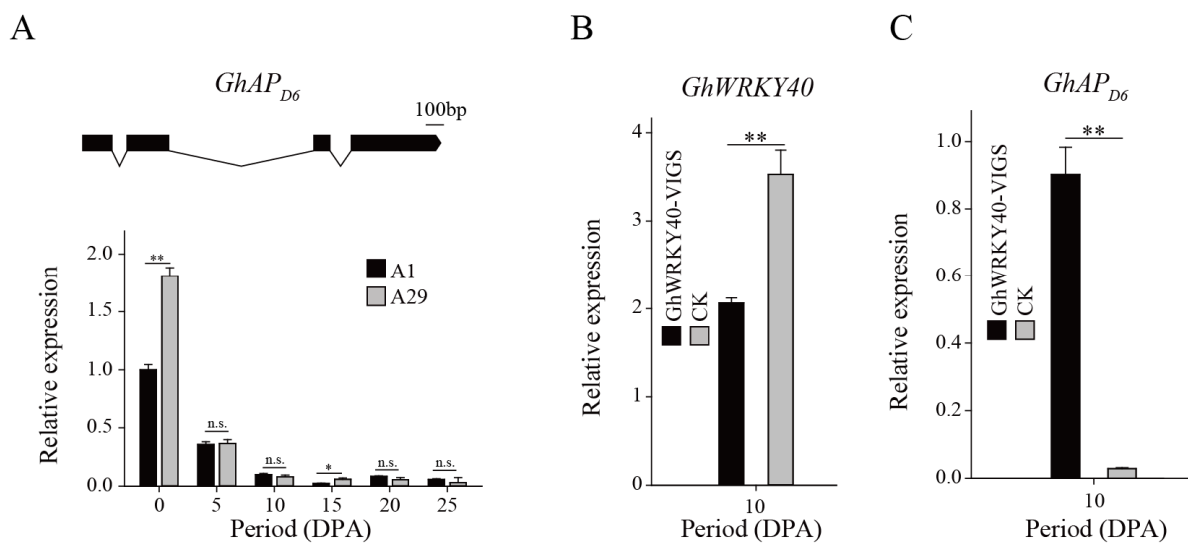 A
GhAP_D6
100bp
Relative expression
2.0
1.5
1.0
0.5
0.0
**
n.s.
n.s.
*
n.s.
n.s.
A1
A29
0 5 10 15 20 25
Period (DPA)
B
GhWRKY40
Relative expression
4
3
2
1
0
GhWRKY40-VIGS
CK
**
10
Period (DPA)
C
GhAP_D6
Relative expression
1.0
0.8
0.6
0.4
0.2
0.0
GhWRKY40-VIGS
CK
**
10
Period (DPA)